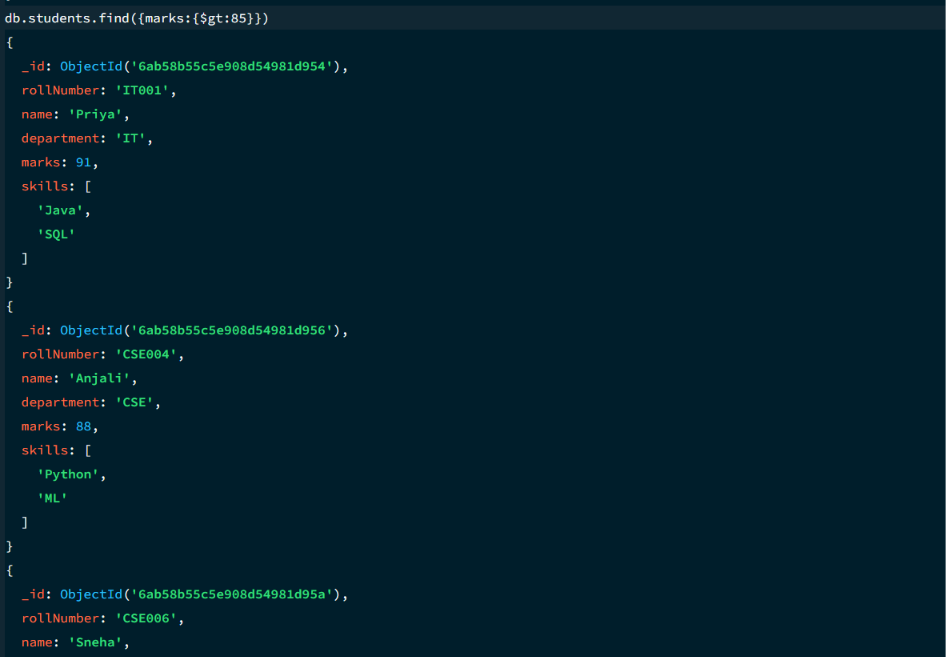 db.students.find({marks:{$gt:85}})
{
  _id: ObjectId('6ab58b55c5e908d54981d954'),
  rollNumber: 'IT001',
  name: 'Priya',
  department: 'IT',
  marks: 91,
  skills: [
    'Java',
    'SQL'
  ]
}
{
  _id: ObjectId('6ab58b55c5e908d54981d956'),
  rollNumber: 'CSE004',
  name: 'Anjali',
  department: 'CSE',
  marks: 88,
  skills: [
    'Python',
    'ML'
  ]
}
{
  _id: ObjectId('6ab58b55c5e908d54981d95a'),
  rollNumber: 'CSE006',
  name: 'Sneha',